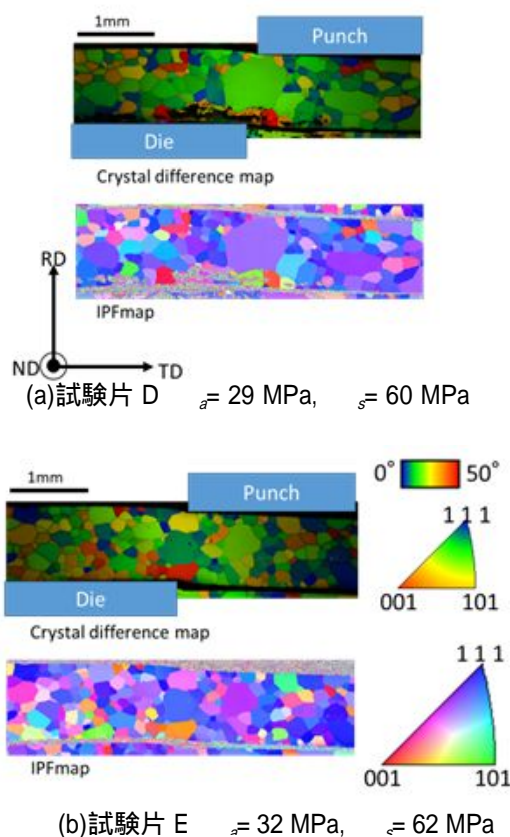 1mm
Punch
Die
Crystal difference map
RD
IPFmap
ND
TD
(a)試験片 D a= 29 MPa, s= 60 MPa
1mm
Punch
0° 50°
1 1 1
001 101
Die
Crystal difference map
1 1 1
001 101
IPFmap
(b)試験片 E a= 32 MPa, s= 62 MPa